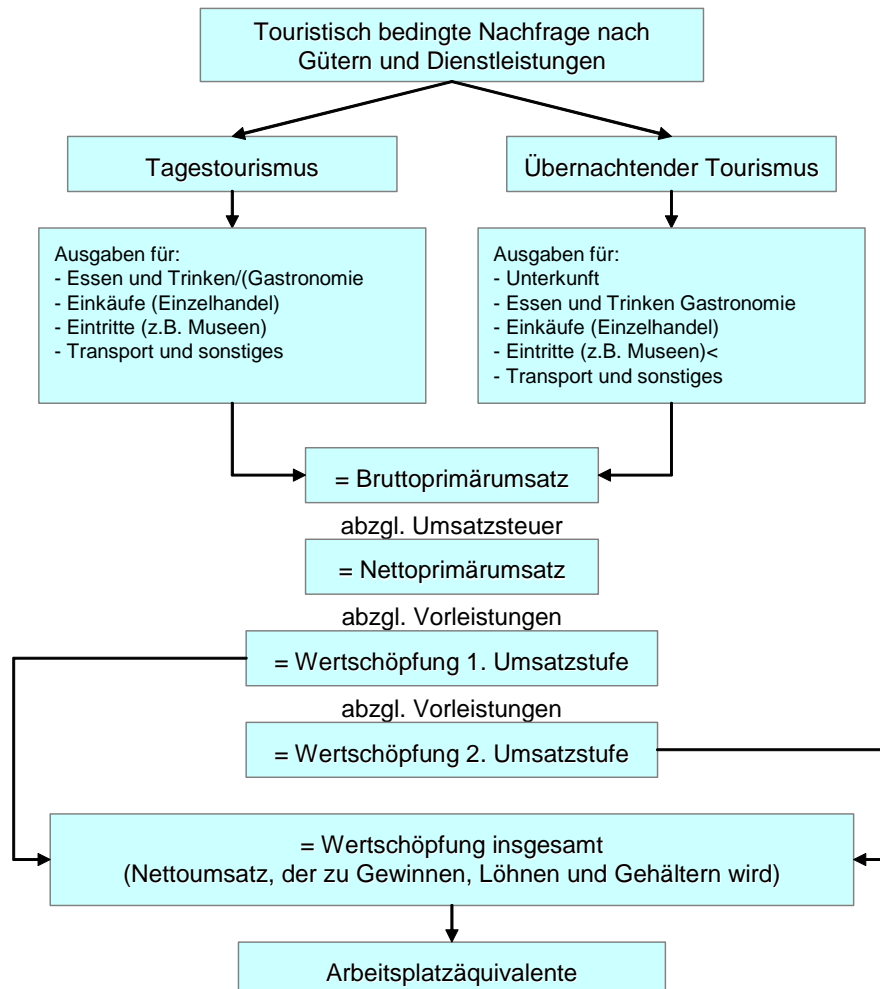 Touristisch bedingte Nachfrage nach
Gütern und Dienstleistungen
Tagestourismus
Übernachtender Tourismus
Ausgaben für:
- Essen und Trinken/(Gastronomie
- Einkäufe (Einzelhandel)
- Eintritte (z.B. Museen)
- Transport und sonstiges
Ausgaben für:
- Unterkunft
- Essen und Trinken Gastronomie
- Einkäufe (Einzelhandel)
- Eintritte (z.B. Museen)<
- Transport und sonstiges
= Bruttoprimärumsatz
abzgl. Umsatzsteuer
= Nettoprimärumsatz
abzgl. Vorleistungen
= Wertschöpfung 1. Umsatzstufe
abzgl. Vorleistungen
= Wertschöpfung 2. Umsatzstufe
= Wertschöpfung insgesamt
(Nettoumsatz, der zu Gewinnen, Löhnen und Gehältern wird)
Arbeitsplatzäquivalente